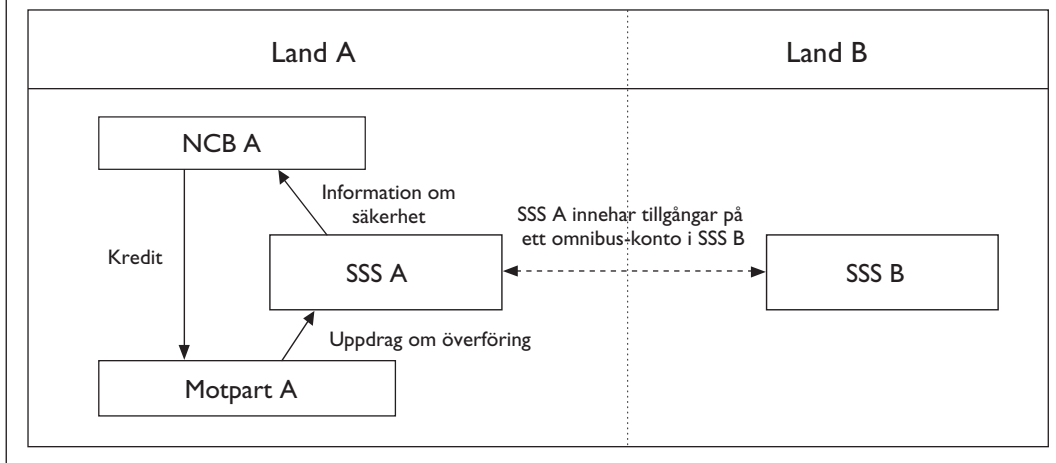 Land A
Land B
NCB A
Information om
säkerhet
SSS A innehar tillgångar på
ett omnibus-konto i SSS B
Kredit
SSS A
SSS B
Uppdrag om överföring
Motpart A